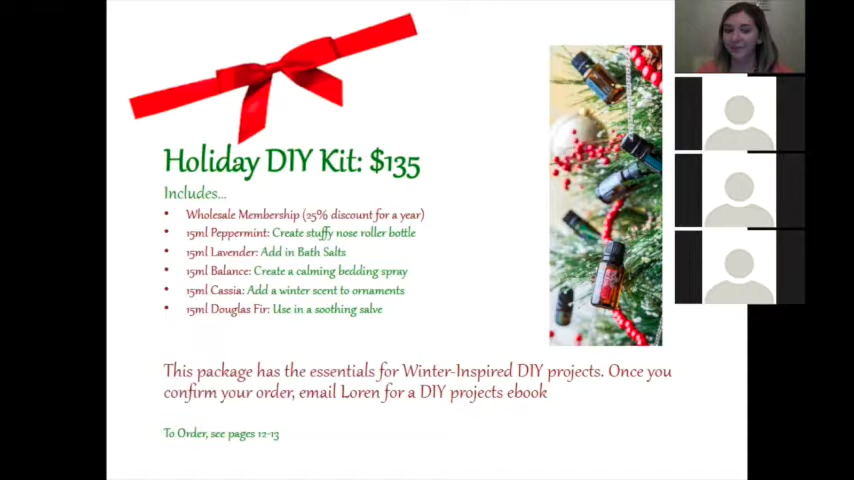 Holiday DIY Kit: $135
Includes...
• Wholesale Membership (25% discount for a year)
• 15ml Peppermint: Create stuffy nose roller bottle
• 15ml Lavender: Add in Bath Salts
• 15ml Balance: Create a calming bedding spray
• 15ml Cassia: Add a winter scent to ornaments
• 15ml Douglas Fir: Use in a soothing salve
This package has the essentials for Winter-Inspired DIY projects. Once you
confirm your order, email Loren for a DIY projects ebook
To Order, see pages 12-13